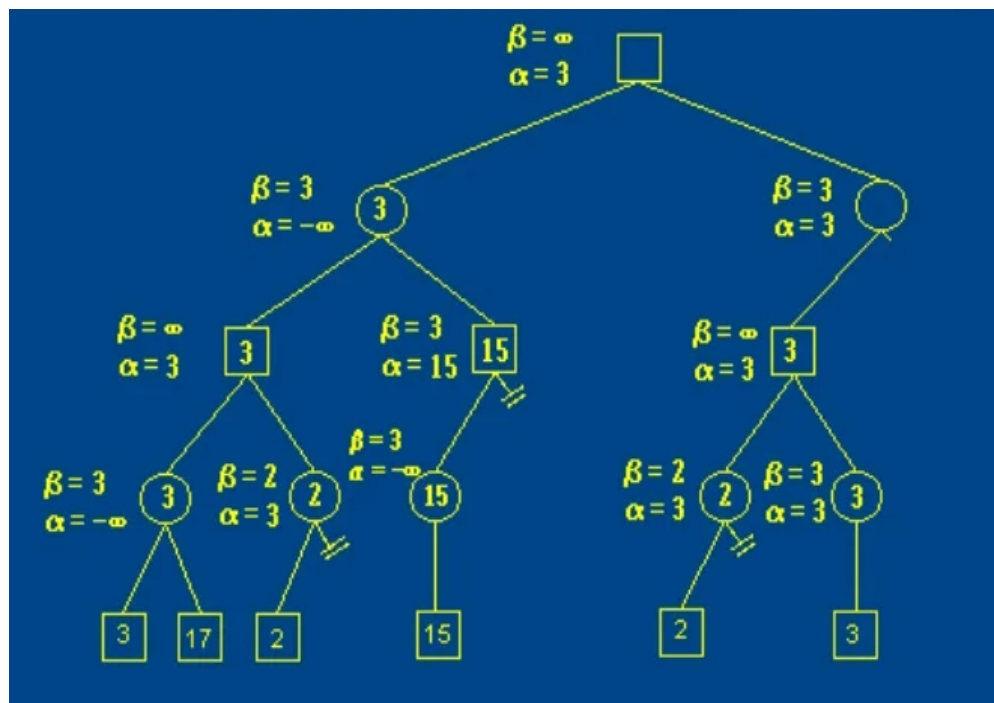 β = ∞
α = 3
β = 3
α = −∞
3
β = 3
α = 3
β = ∞
α = 3
3
β = 3
α = 15
15
β = ∞
α = 3
3
β = 3
α = −∞
3
β = 2
α = 3
2
β = 3
α = −∞
15
β = 2
α = 3
2
β = 3
α = 3
3
3
17
2
15
2
3